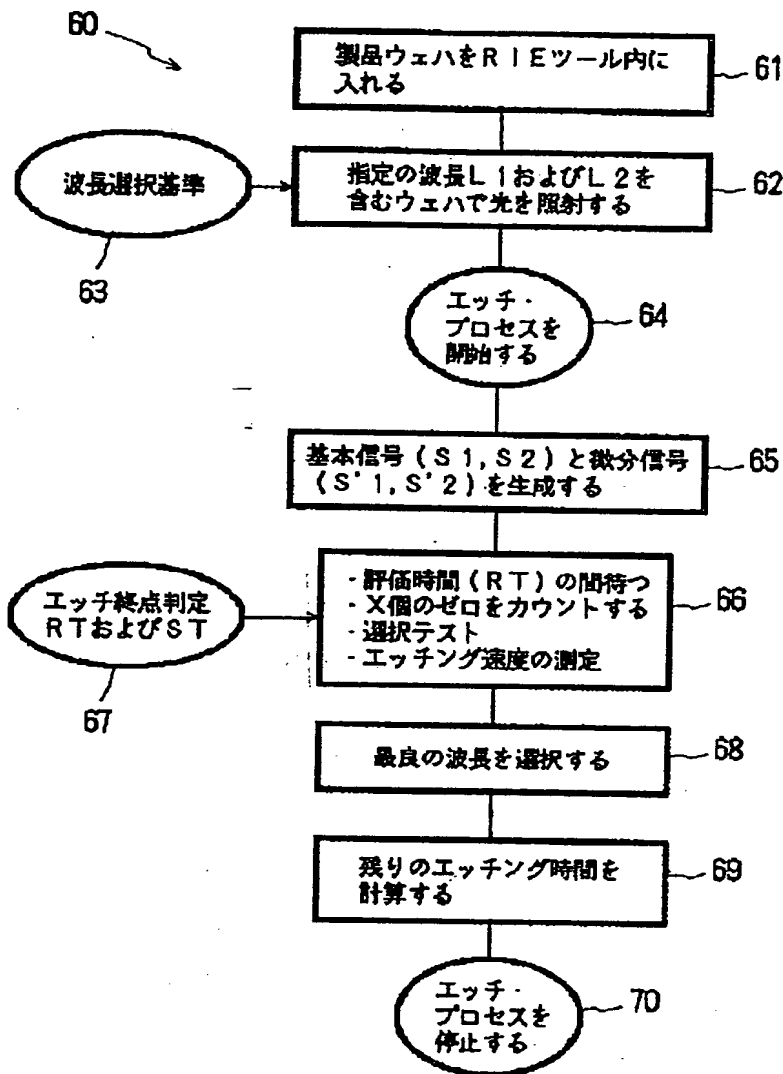 60
製品ウェハをRIEツール内に
入れる
61
波長選択基準
63
指定の波長L1およびL2を
含むウェハで光を照射する
62
エッチ・
プロセスを
開始する
64
基本信号(S1,S2)と微分信号
(S'1,S'2)を生成する
65
エッチ終点判定
RTおよびST
67
-評価時間(RT)の間待つ
-X個のゼロをカウントする
-選択テスト
-エッチング速度の測定
66
最良の波長を選択する
68
残りのエッチング時間を
計算する
69
エッチ・
プロセスを
停止する
70